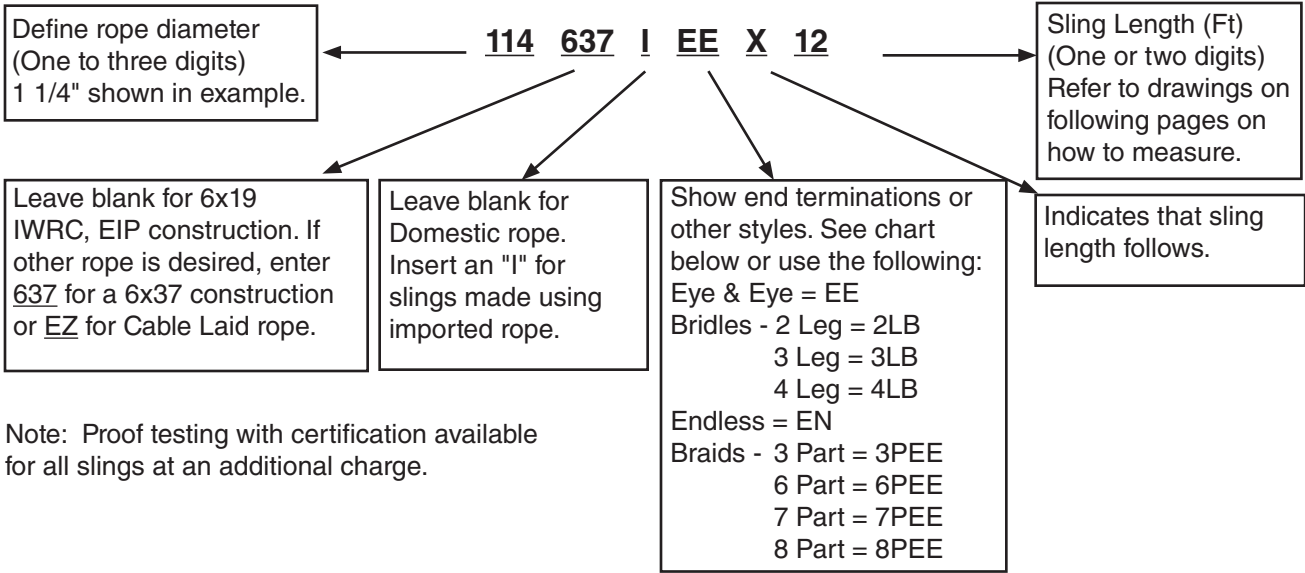 Define rope diameter
(One to three digits)
1 1/4" shown in example.
114 637 I EE X 12
Sling Length (Ft)
(One or two digits)
Refer to drawings on
following pages on
how to measure.
Leave blank for 6x19
IWRC, EIP construction. If
other rope is desired, enter
637 for a 6x37 construction
or EZ for Cable Laid rope.
Leave blank for
Domestic rope.
Insert an "I" for
slings made using
imported rope.
Show end terminations or
other styles. See chart
below or use the following:
Eye & Eye = EE
Bridles - 2 Leg = 2LB
3 Leg = 3LB
4 Leg = 4LB
Endless = EN
Braids - 3 Part = 3PEE
6 Part = 6PEE
7 Part = 7PEE
8 Part = 8PEE
Indicates that sling
length follows.
Note: Proof testing with certification available
for all slings at an additional charge.